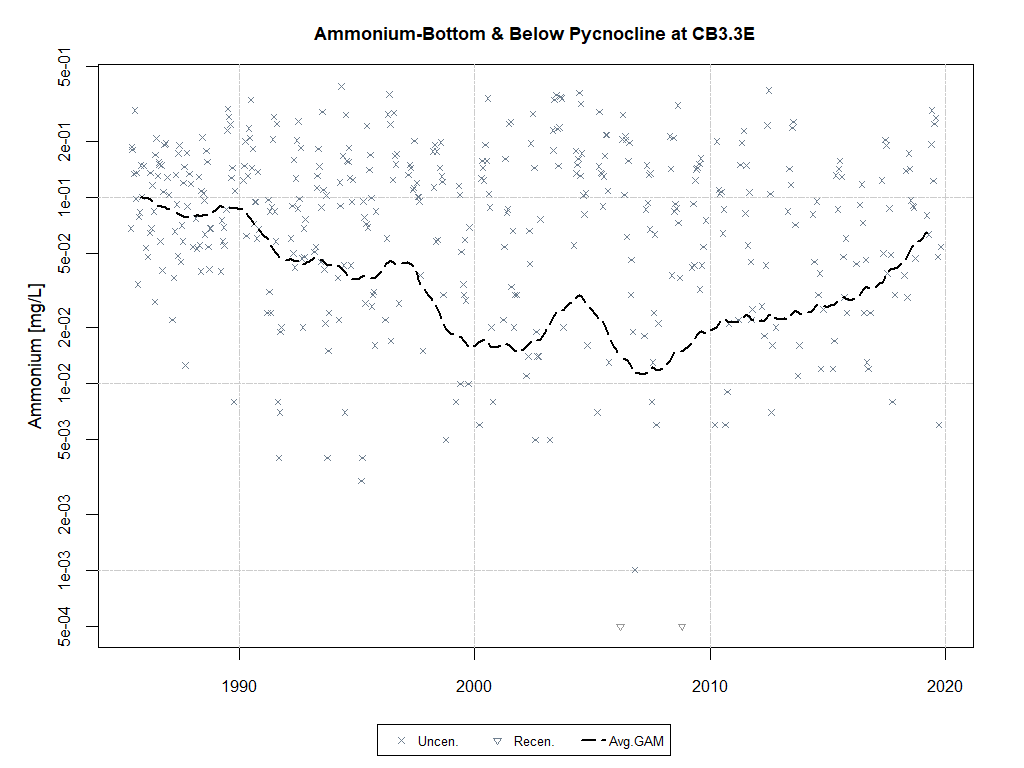 Ammonium-Bottom & Below Pycnocline at CB3.3E
Ammonium [mg/L]
5e-01
2e-01
1e-01
5e-02
2e-02
1e-02
5e-03
2e-03
1e-03
5e-04
1990 2000 2010 2020
Uncen. Recen. Avg.GAM